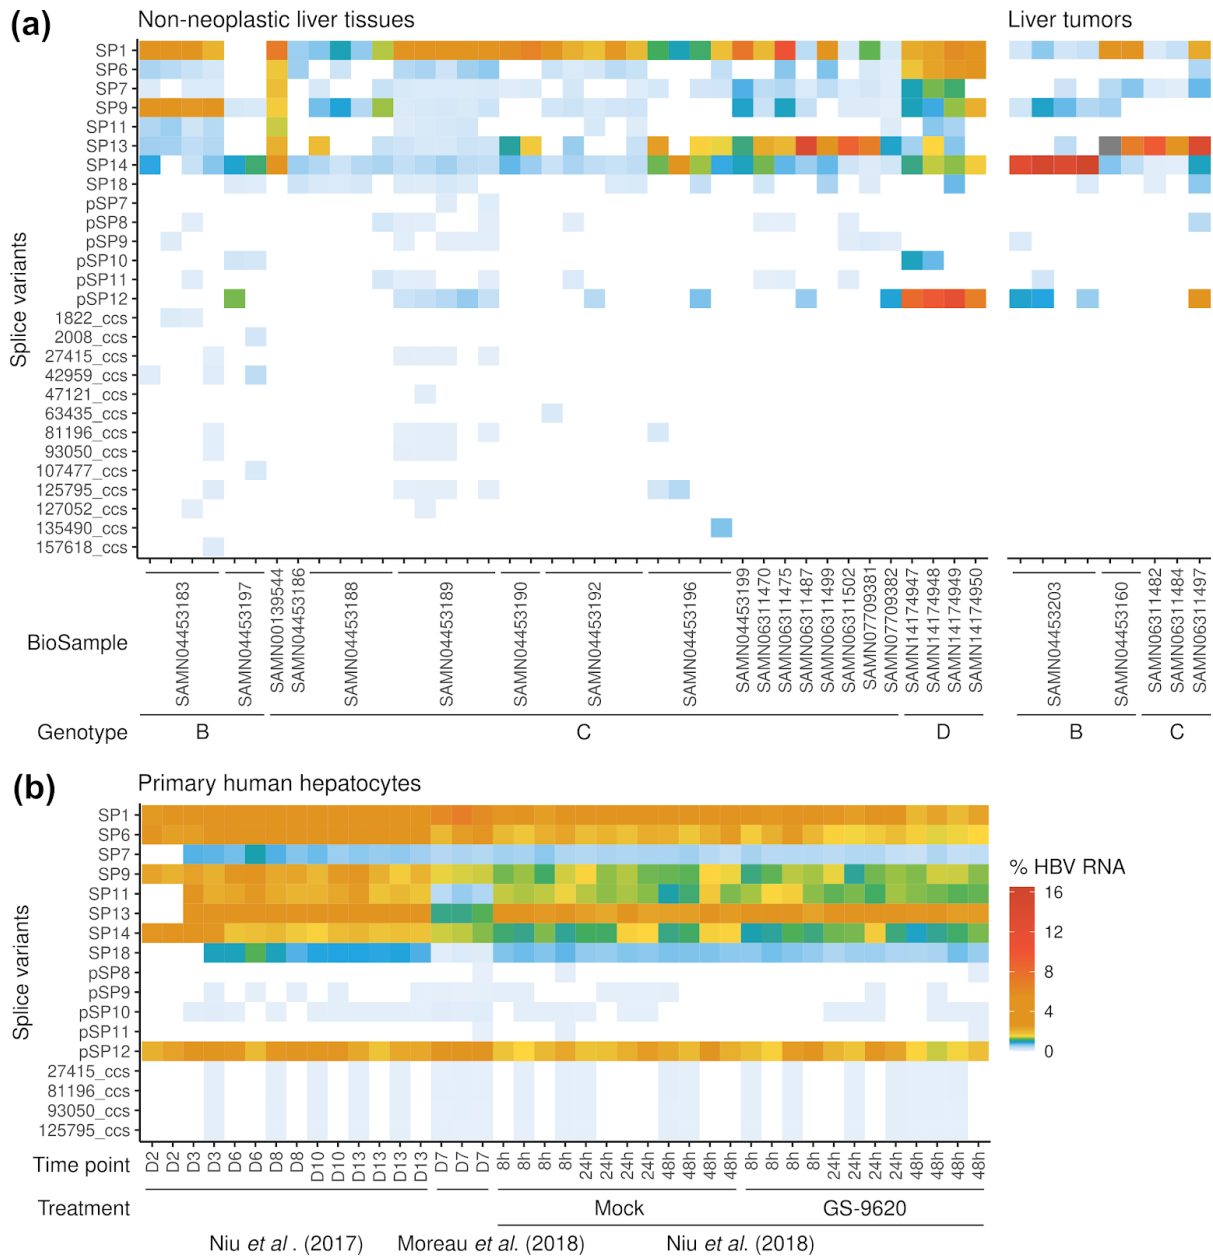 (a)
Non-neoplastic liver tissues
Liver tumors
Splice variants
SP1
SP6
SP7
SP9
SP11
SP13
SP14
SP18
pSP7
pSP8
pSP9
pSP10
pSP11
pSP12
1822_ccs
2008_ccs
27415_ccs
42959_ccs
47121_ccs
63435_ccs
81196_ccs
93050_ccs
107477_ccs
125795_ccs
127052_ccs
135490_ccs
157618_ccs
BioSample
SAMN04453183
SAMN04453197
SAMN00139544
SAMN04453186
SAMN04453188
SAMN04453189
SAMN04453190
SAMN04453192
SAMN04453196
SAMN04453199
SAMN06311470
SAMN06311475
SAMN06311487
SAMN06311499
SAMN06311502
SAMN07709381
SAMN07709382
SAMN14174947
SAMN14174948
SAMN14174949
SAMN14174950
SAMN04453203
SAMN04453160
SAMN06311482
SAMN06311484
SAMN06311497
Genotype B C D B C
(b)
Primary human hepatocytes
Splice variants
SP1
SP6
SP7
SP9
SP11
SP13
SP14
SP18
pSP8
pSP9
pSP10
pSP11
pSP12
27415_ccs
81196_ccs
93050_ccs
125795_ccs
% HBV RNA
16
12
8
4
0
Time point D2 D2 D3 D3 D6 D6 D8 D8 D10 D10 D13 D13 D13 D13 D7 D7 D7 8h 8h 8h 8h 24h 24h 24h 24h 48h 48h 48h 48h 8h 8h 8h 8h 24h 24h 24h 24h 48h 48h 48h 48h
Treatment Mock GS-9620
Niu et al . (2017) Moreau et al. (2018) Niu et al. (2018)